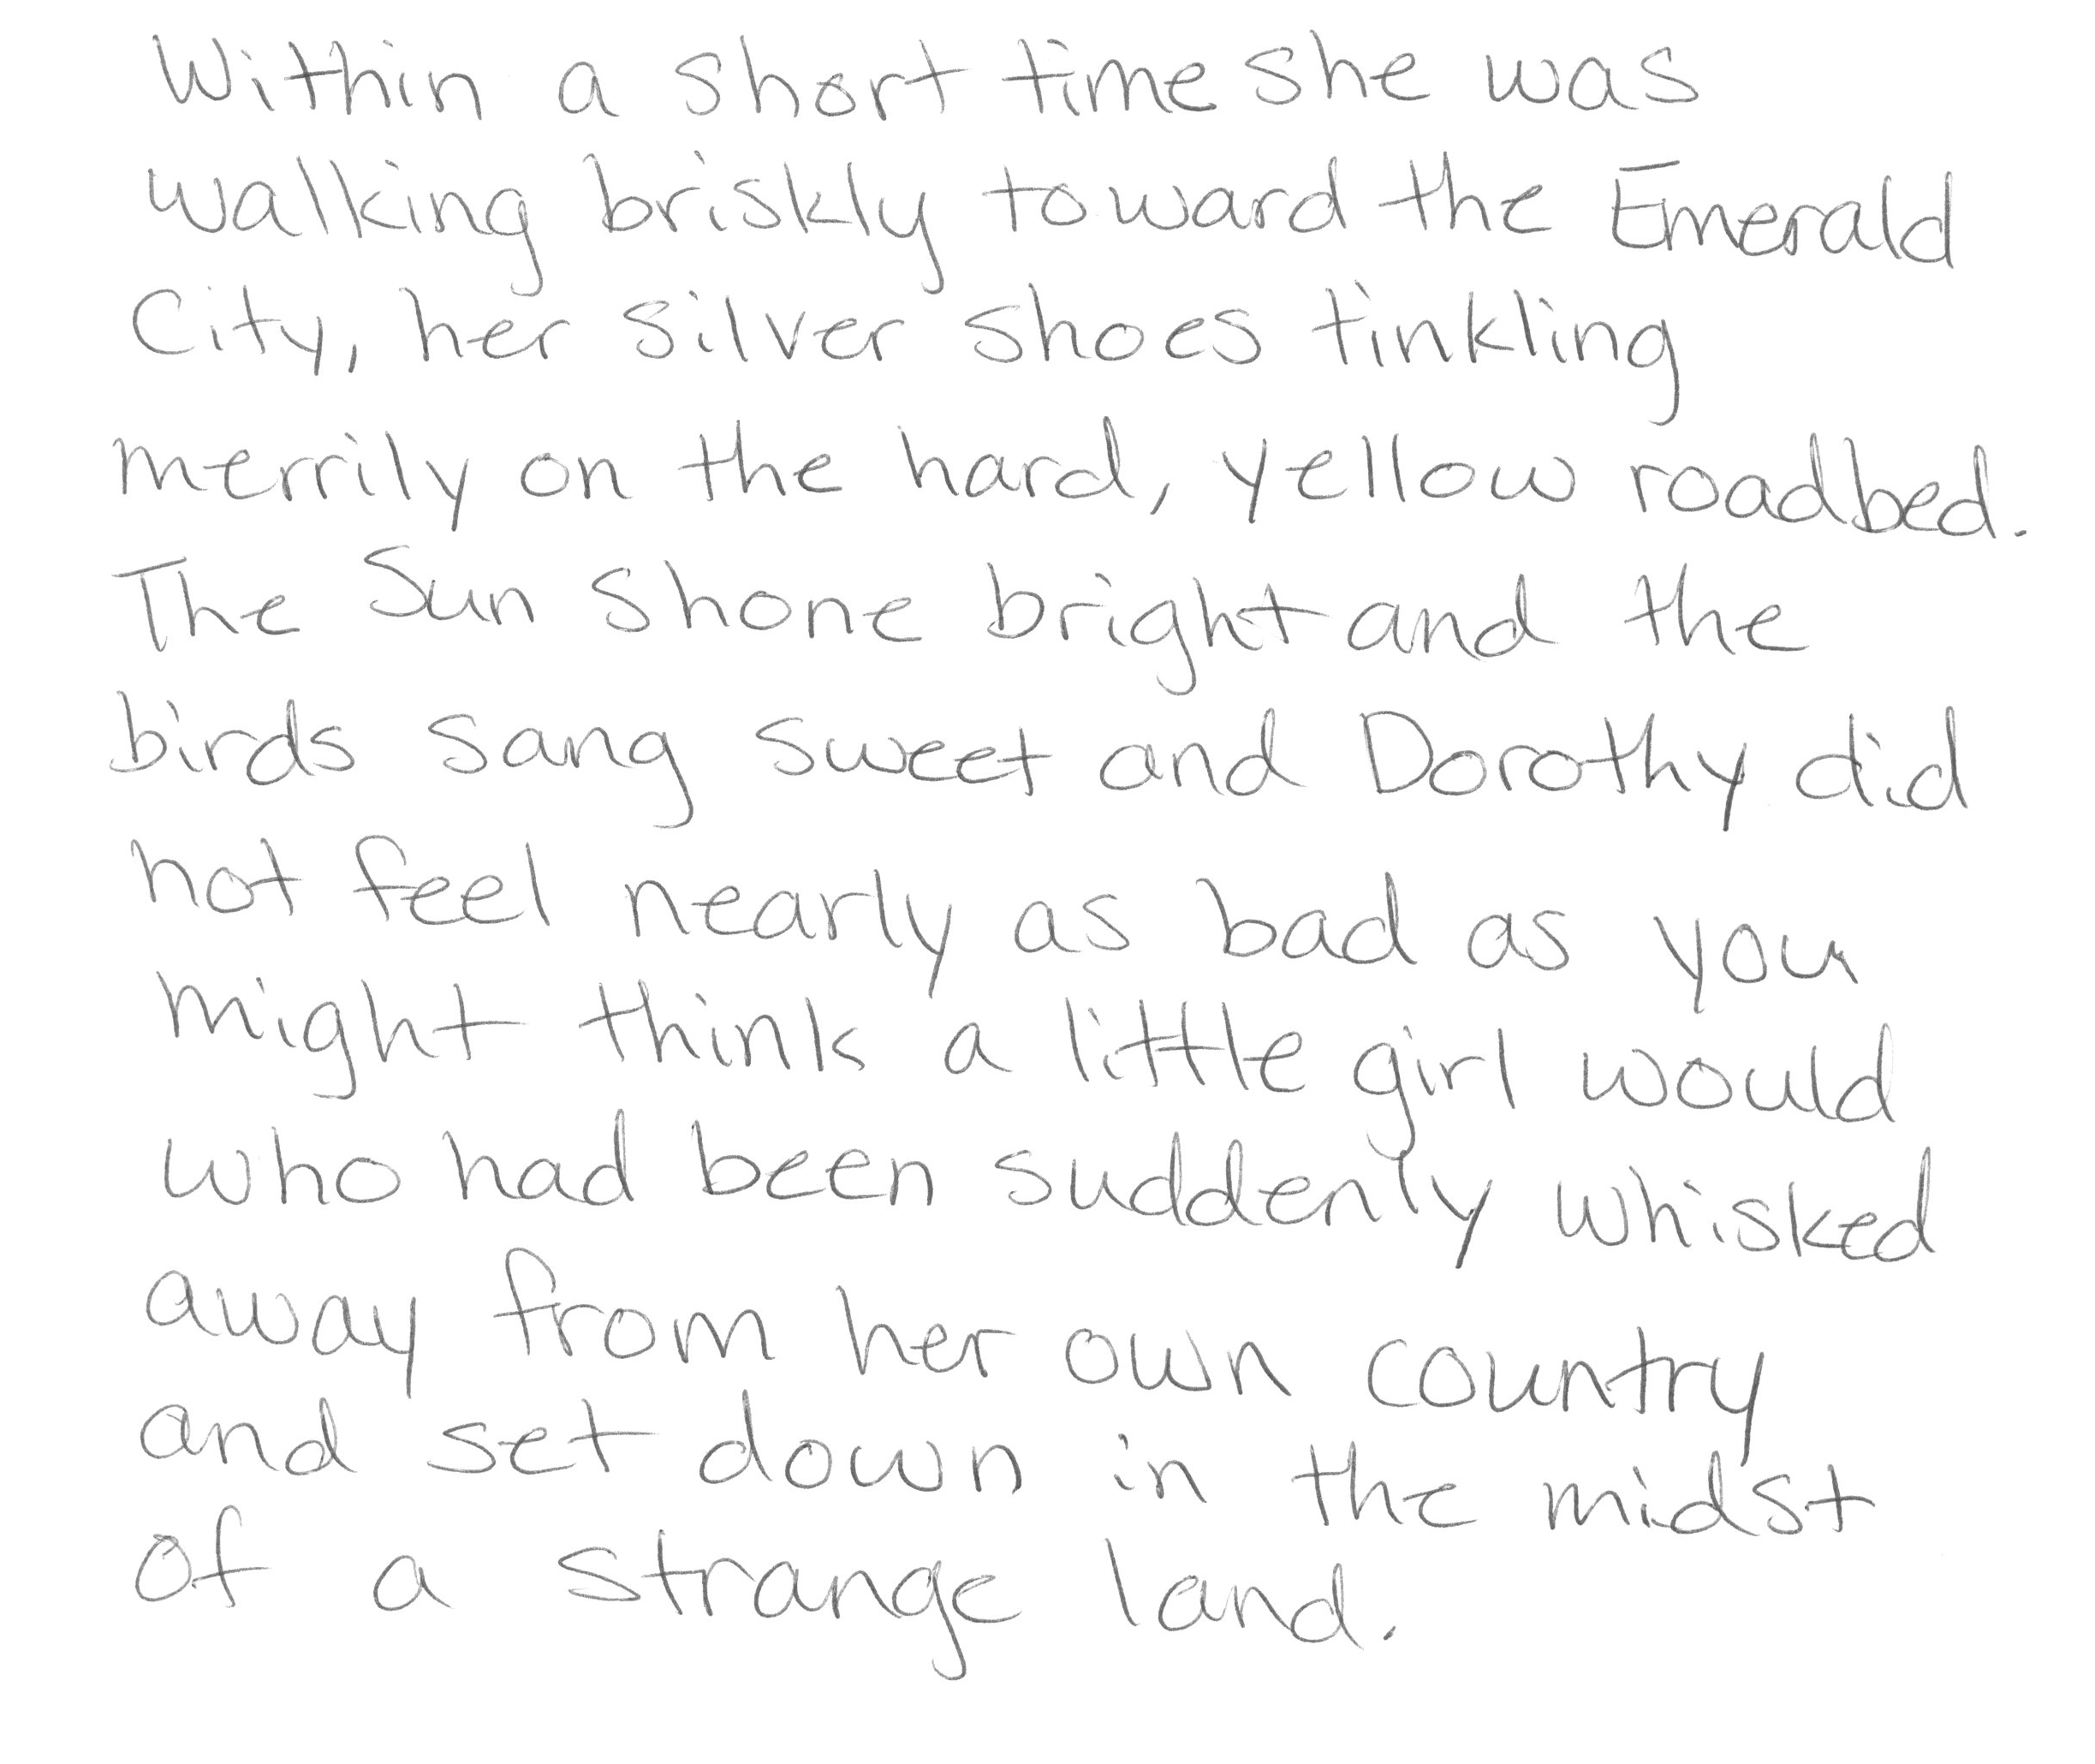 Within a short time she was
walking briskly toward the Emerald
City, her silver shoes tinkling
merrily on the hard, yellow roadbed.
The sun shone bright and the
birds sang sweet and Dorothy did
not feel nearly as bad as you
might think a little girl would
who had been suddenly whisked
away from her own country
and set down in the midst
of a strange land.